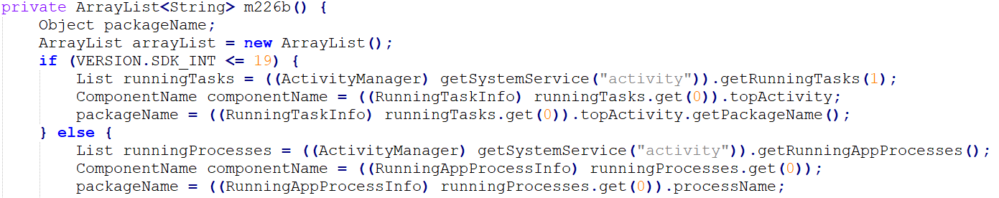 private ArrayList<String> m226b() {
    Object packageName;
    ArrayList arrayList = new ArrayList();
    if (VERSION.SDK_INT <= 19) {
        List runningTasks = ((ActivityManager) getSystemService("activity")).getRunningTasks(1);
        ComponentName componentName = ((RunningTaskInfo) runningTasks.get(0)).topActivity;
        packageName = ((RunningTaskInfo) runningTasks.get(0)).topActivity.getPackageName();
    } else {
        List runningProcesses = ((ActivityManager) getSystemService("activity")).getRunningAppProcesses();
        ComponentName componentName = ((RunningAppProcessInfo) runningProcesses.get(0));
        packageName = ((RunningAppProcessInfo) runningProcesses.get(0)).processName;